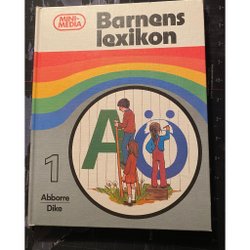 MINI-
MEDIA
Barnens
lexikon
A Ö
1
Abborre
Dike